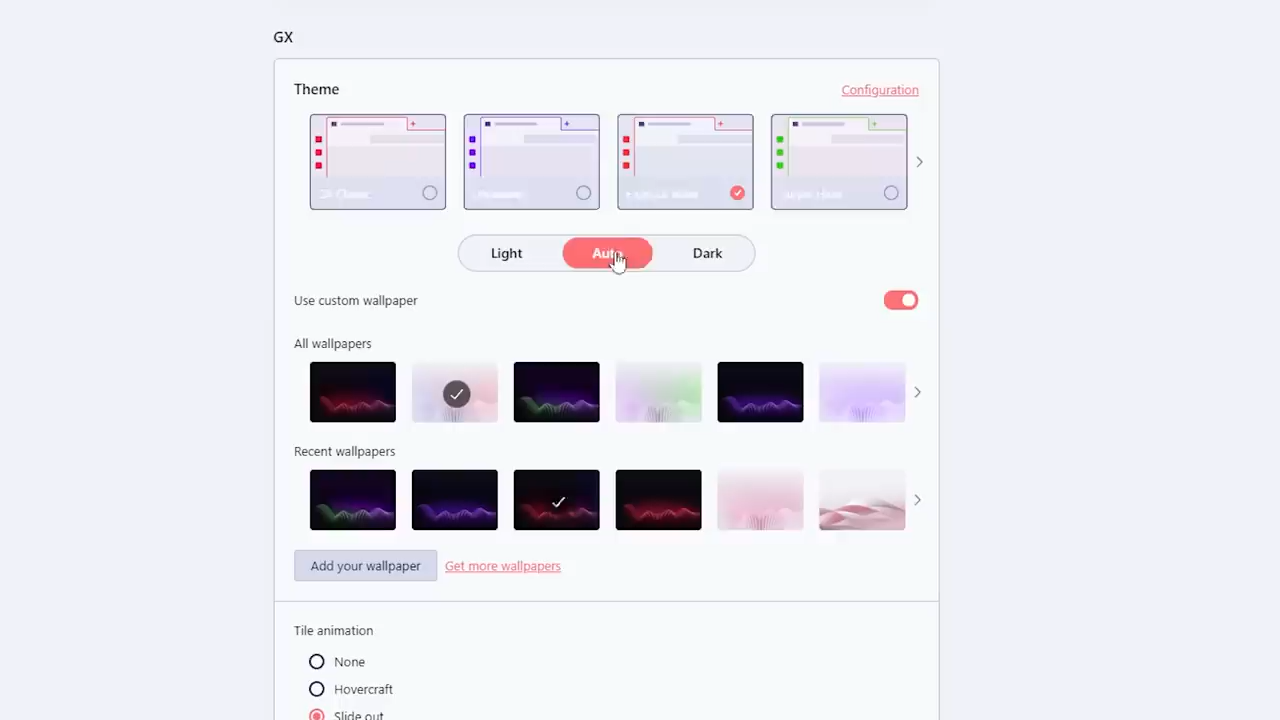 GX
Theme
Configuration
Light
Auto
Dark
Use custom wallpaper
All wallpapers
Recent wallpapers
Add your wallpaper
Get more wallpapers
Tile animation
None
Hovercraft
Slide out